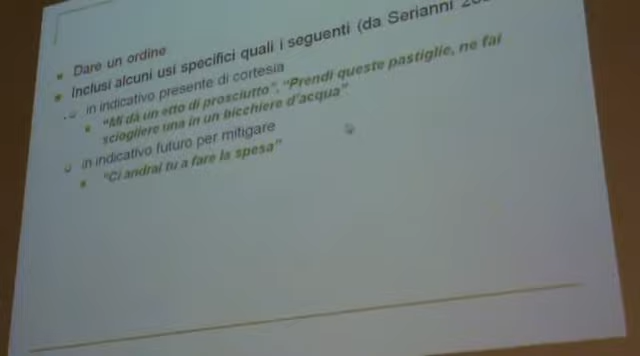 Dare un ordine
Inclusi alcuni usi specifici quali i seguenti (da Serianni
in indicativo presente di cortesia
"Mi dà un etto di prosciutto", "Prendi queste pastiglie, ne fai
sciogliere una in un bicchiere d'acqua"
in indicativo futuro per mitigare
"Ci andrai tu a fare la spesa"